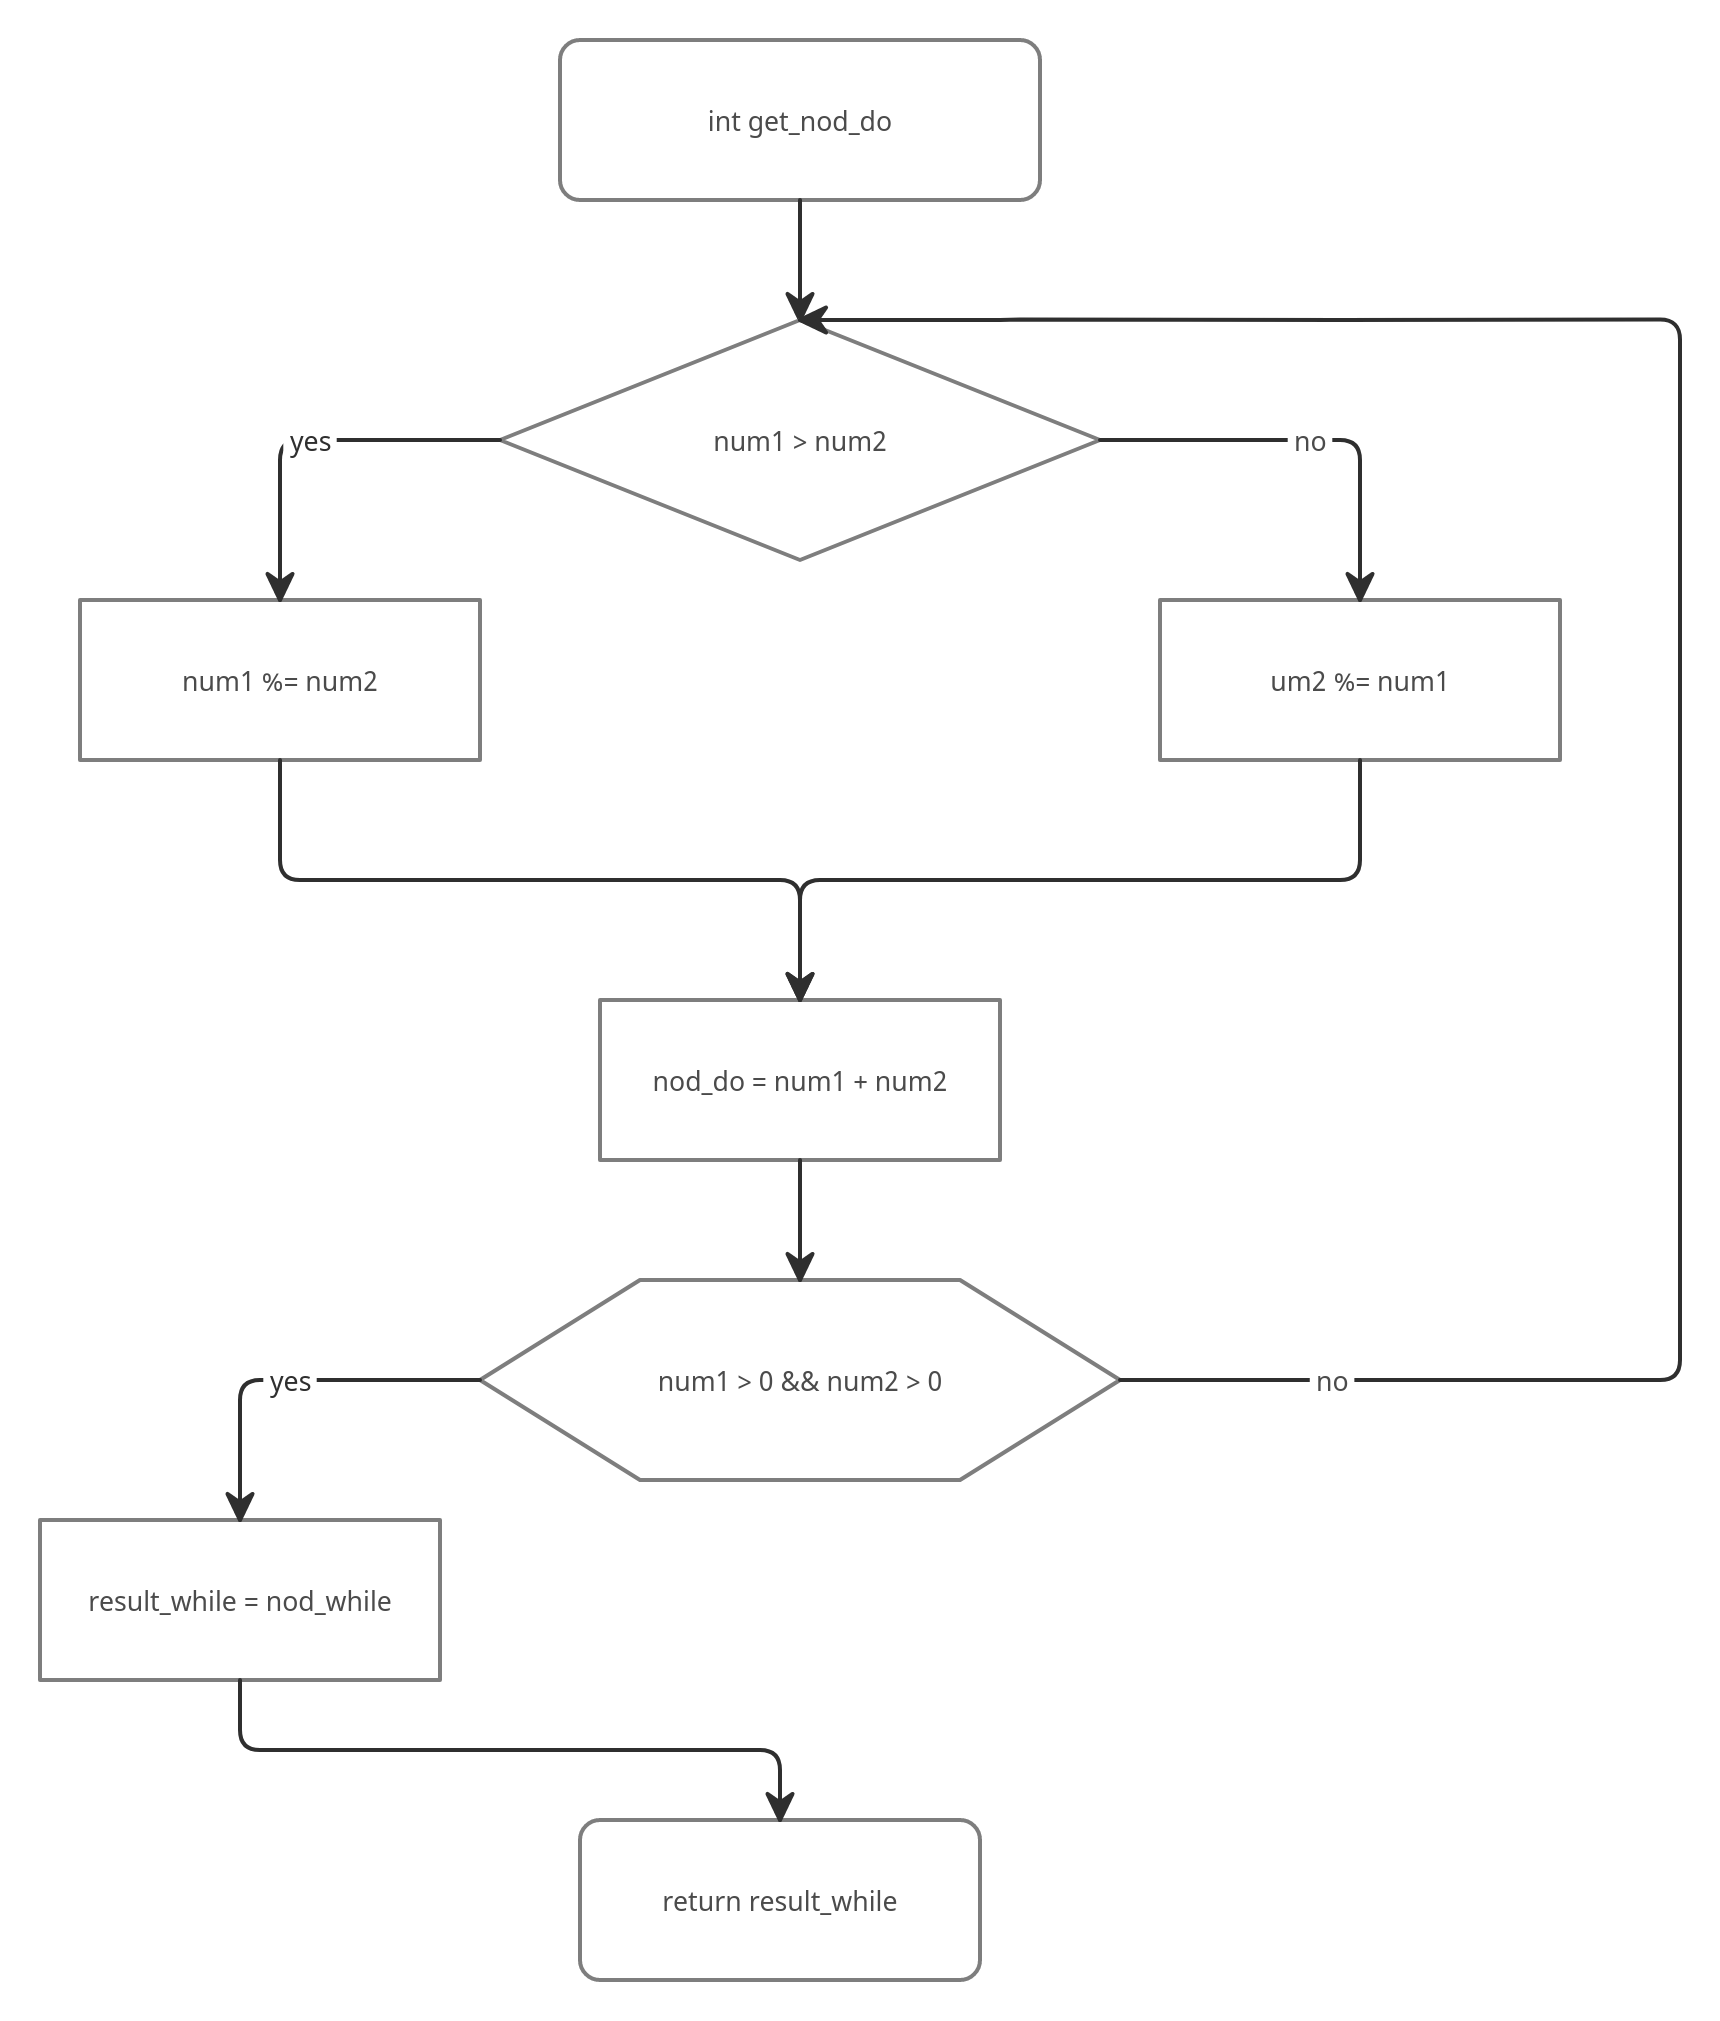 int get_nod_do
num1 > num2
yes
no
num1 %= num2
um2 %= num1
nod_do = num1 + num2
num1 > 0 && num2 > 0
yes
no
result_while = nod_while
return result_while